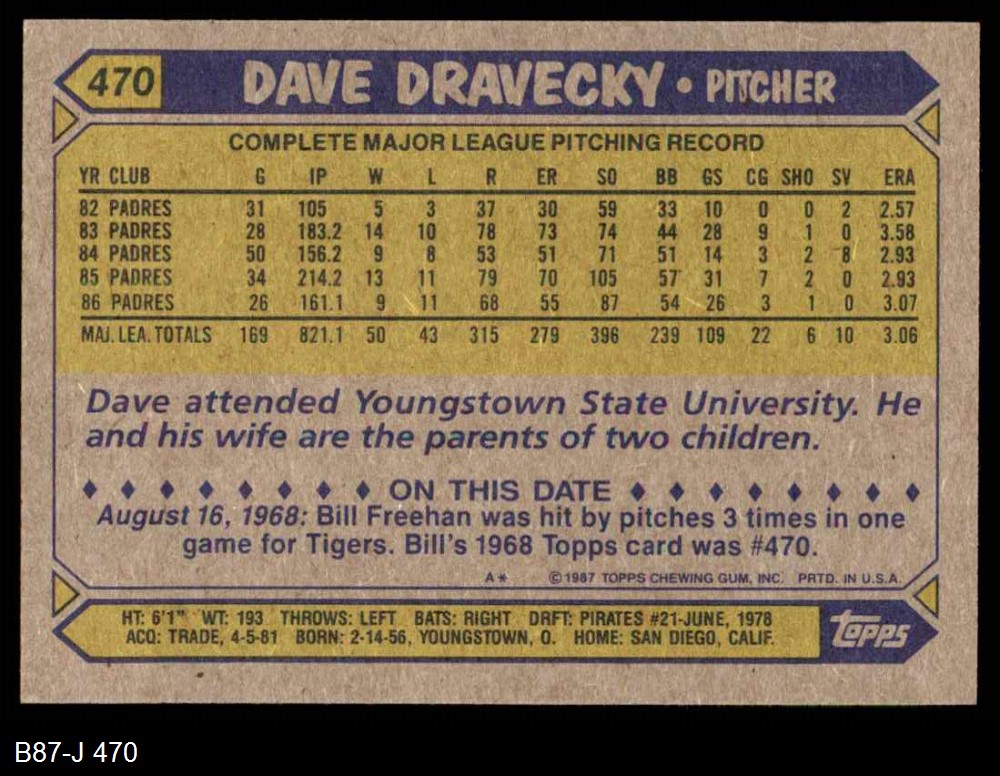 470 DAVE DRAVECKY • PITCHER
COMPLETE MAJOR LEAGUE PITCHING RECORD
YR CLUB G IP W L R ER SO BB GS CG SHO SV ERA
82 PADRES 31 105 5 3 37 30 59 33 10 0 0 2 2.57
83 PADRES 28 183.2 14 10 78 73 74 44 28 9 1 0 3.58
84 PADRES 50 156.2 9 8 53 51 71 51 14 3 2 8 2.93
85 PADRES 34 214.2 13 11 79 70 105 57 31 7 2 0 2.93
86 PADRES 26 161.1 9 11 68 55 87 54 26 3 1 0 3.07
MAJ. LEA. TOTALS 169 821.1 50 43 315 279 396 239 109 22 6 10 3.06
Dave attended Youngstown State University. He
and his wife are the parents of two children.
♦ ♦ ♦ ♦ ♦ ♦ ♦ ♦ ON THIS DATE ♦ ♦ ♦ ♦ ♦ ♦ ♦ ♦
August 16, 1968: Bill Freehan was hit by pitches 3 times in one
game for Tigers. Bill's 1968 Topps card was #470.
A* ©1987 TOPPS CHEWING GUM, INC. PRTD. IN U.S.A.
HT: 6'1" WT: 193 THROWS: LEFT BATS: RIGHT DRFT: PIRATES #21-JUNE, 1978
ACQ: TRADE, 4-5-81 BORN: 2-14-56, YOUNGSTOWN, O. HOME: SAN DIEGO, CALIF.
topps
B87-J 470